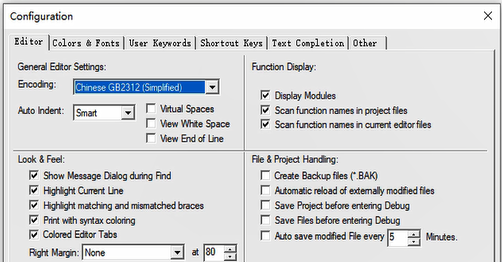 Configuration
Editor Colors & Fonts User Keywords Shortcut Keys Text Completion Other
General Editor Settings:
Encoding: Chinese GB2312 (Simplified)
Auto Indent: Smart
Virtual Spaces
View White Space
View End of Line
Function Display:
Display Modules
Scan function names in project files
Scan function names in current editor files
Look & Feel:
Show Message Dialog during Find
Highlight Current Line
Highlight matching and mismatched braces
Print with syntax coloring
Colored Editor Tabs
Right Margin: None at 80
File & Project Handling:
Create Backup files (*.BAK)
Automatic reload of externally modified files
Save Project before entering Debug
Save Files before entering Debug
Auto save modified File every 5 Minutes.